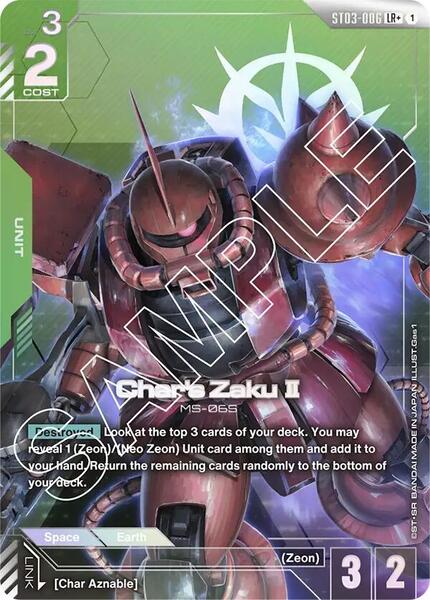 Lv.3
2
COST
ST03-006 LR+ 1
UNIT
SAMPLE
Char's Zaku II
MS-06S
Destroyed Look at the top 3 cards of your deck. You may
reveal 1 (Zeon)/(Neo Zeon) Unit card among them and add it to
your hand. Return the remaining cards randomly to the bottom of
your deck.
Space Earth
(Zeon)
LINK
[Char Aznable]
3 2
©ST·SR BANDAI MADE IN JAPAN ILLUST.Gas1